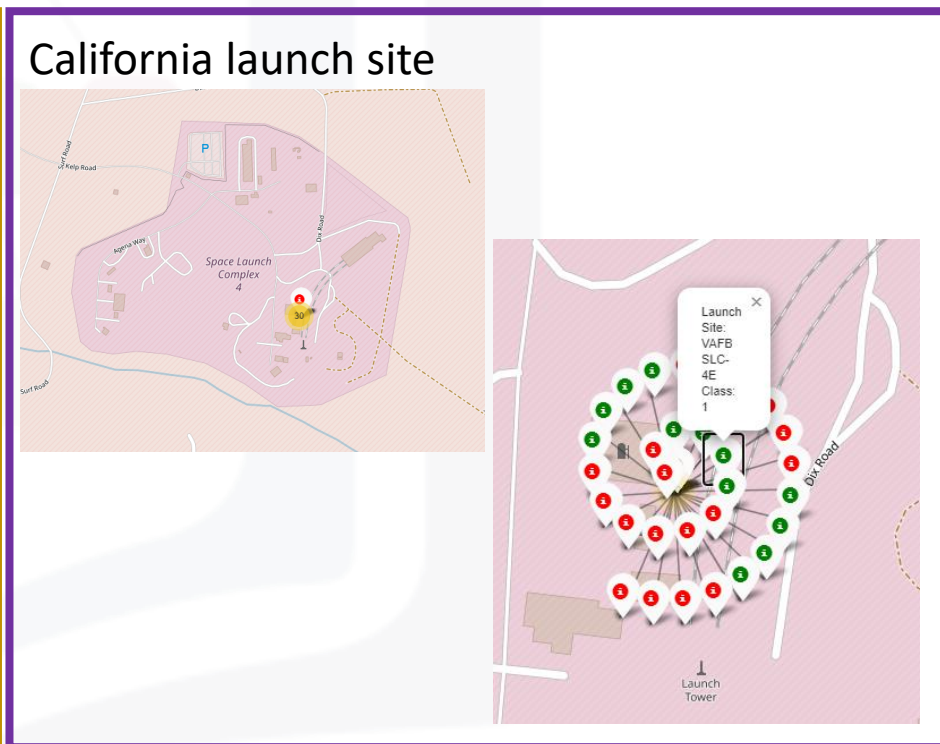 California launch site
P
Surf Road
Kelp Road
Dix Road
Agena Way
Space Launch
Complex
4
30
Surf Road
×
Launch
Site:
VAFB
SLC-
4E
Class:
1
Dix Road
Launch
Tower